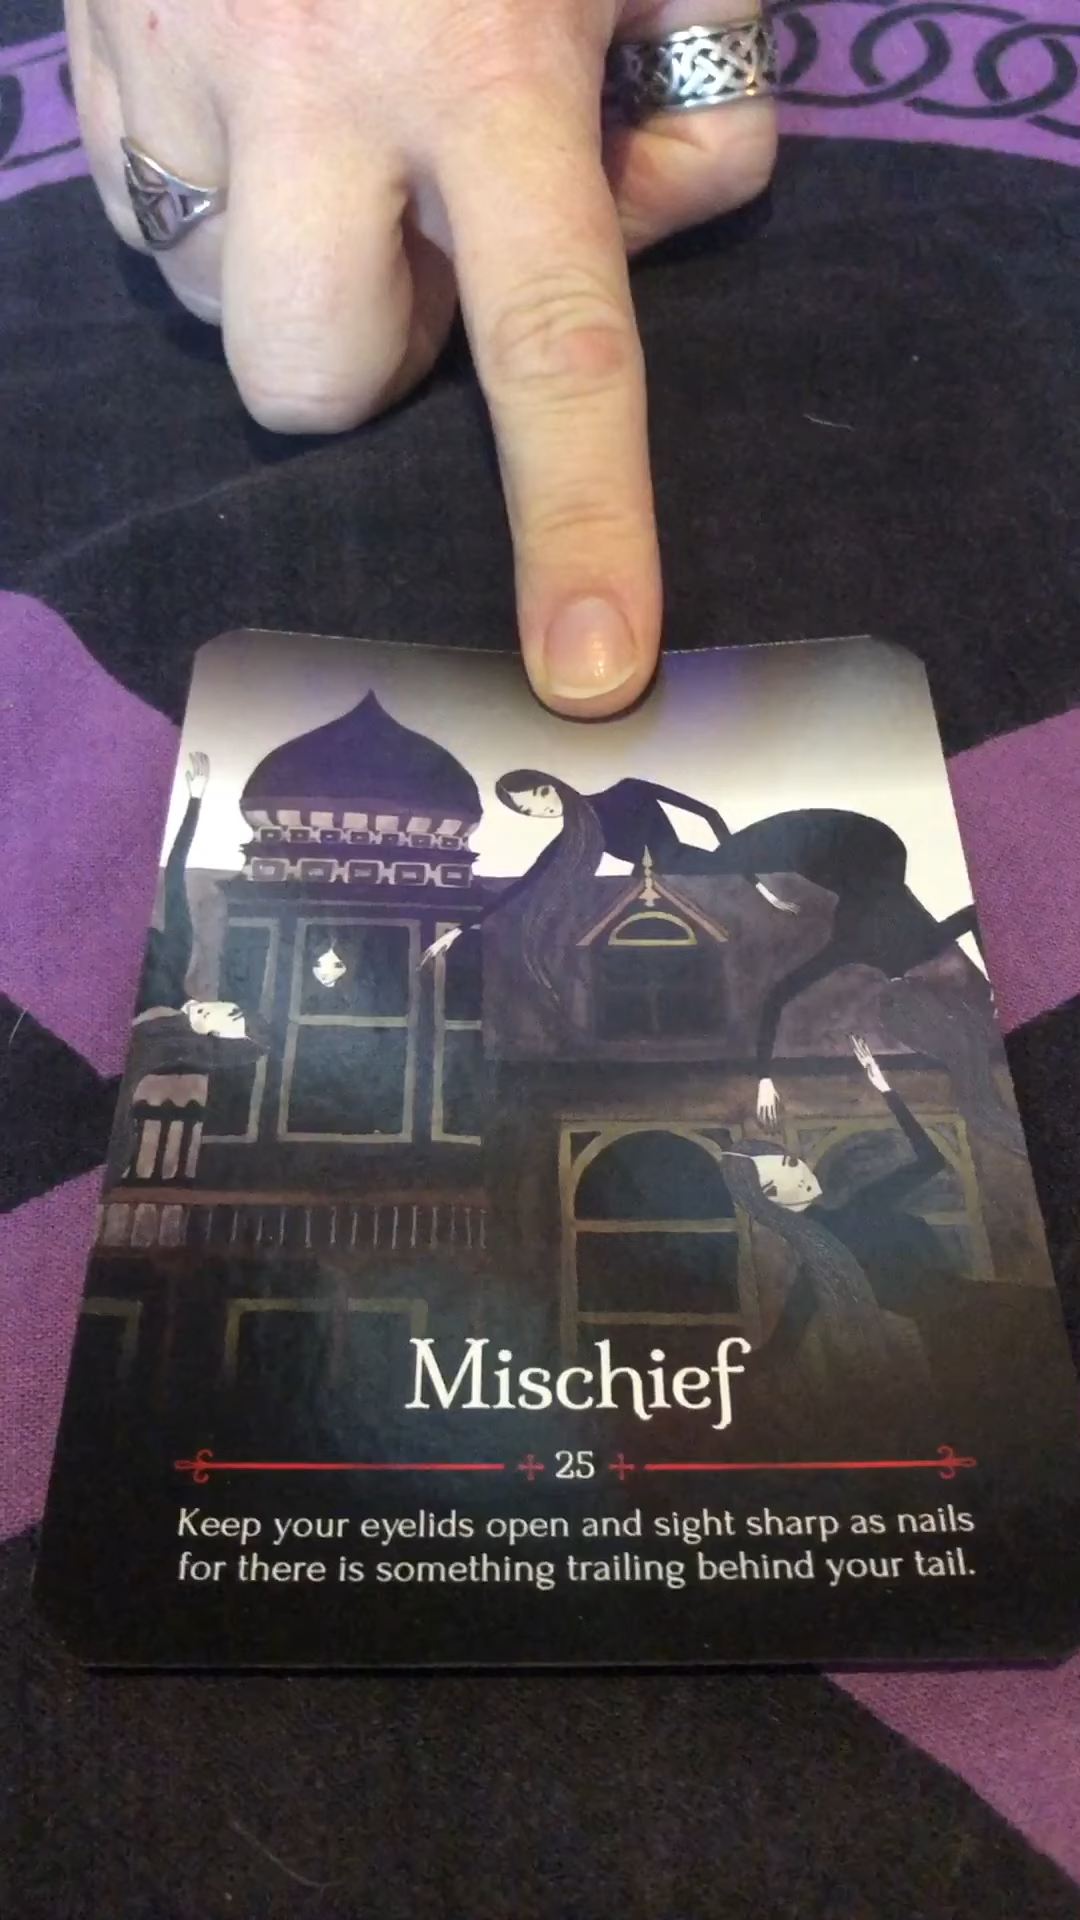 Mischief
25
Keep your eyelids open and sight sharp as nails
for there is something trailing behind your tail.